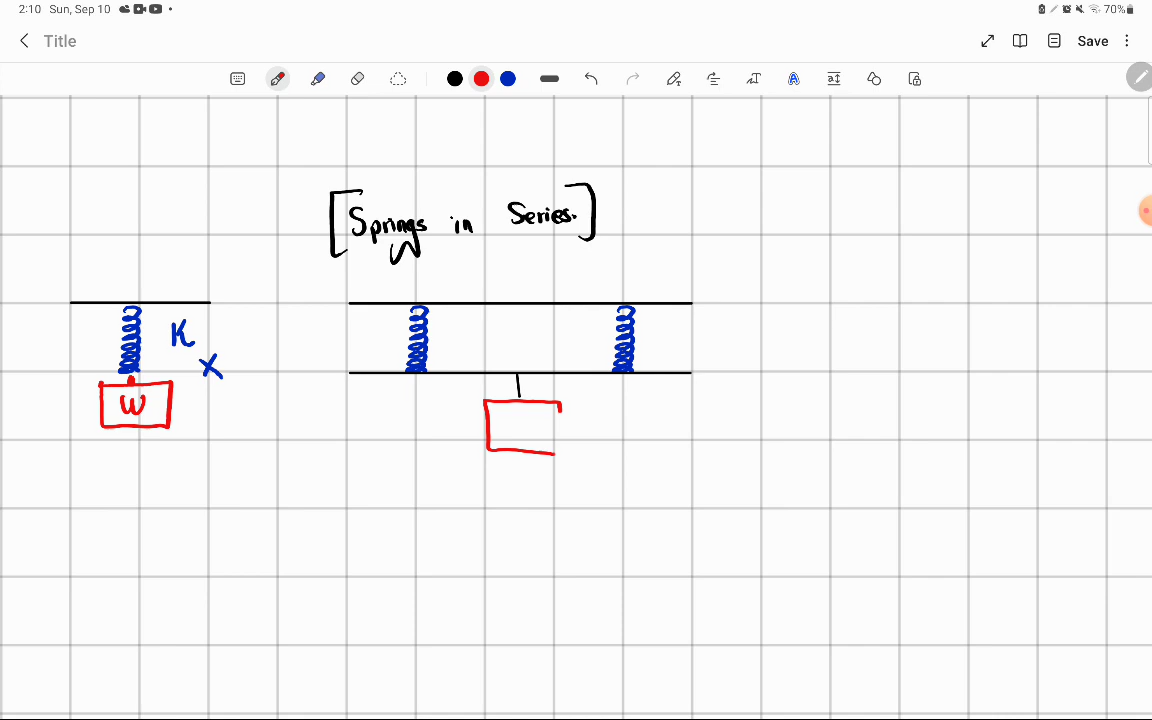 2:10 Sun, Sep 10
70%
Title
Save
[Springs in Series.]
K
x
W